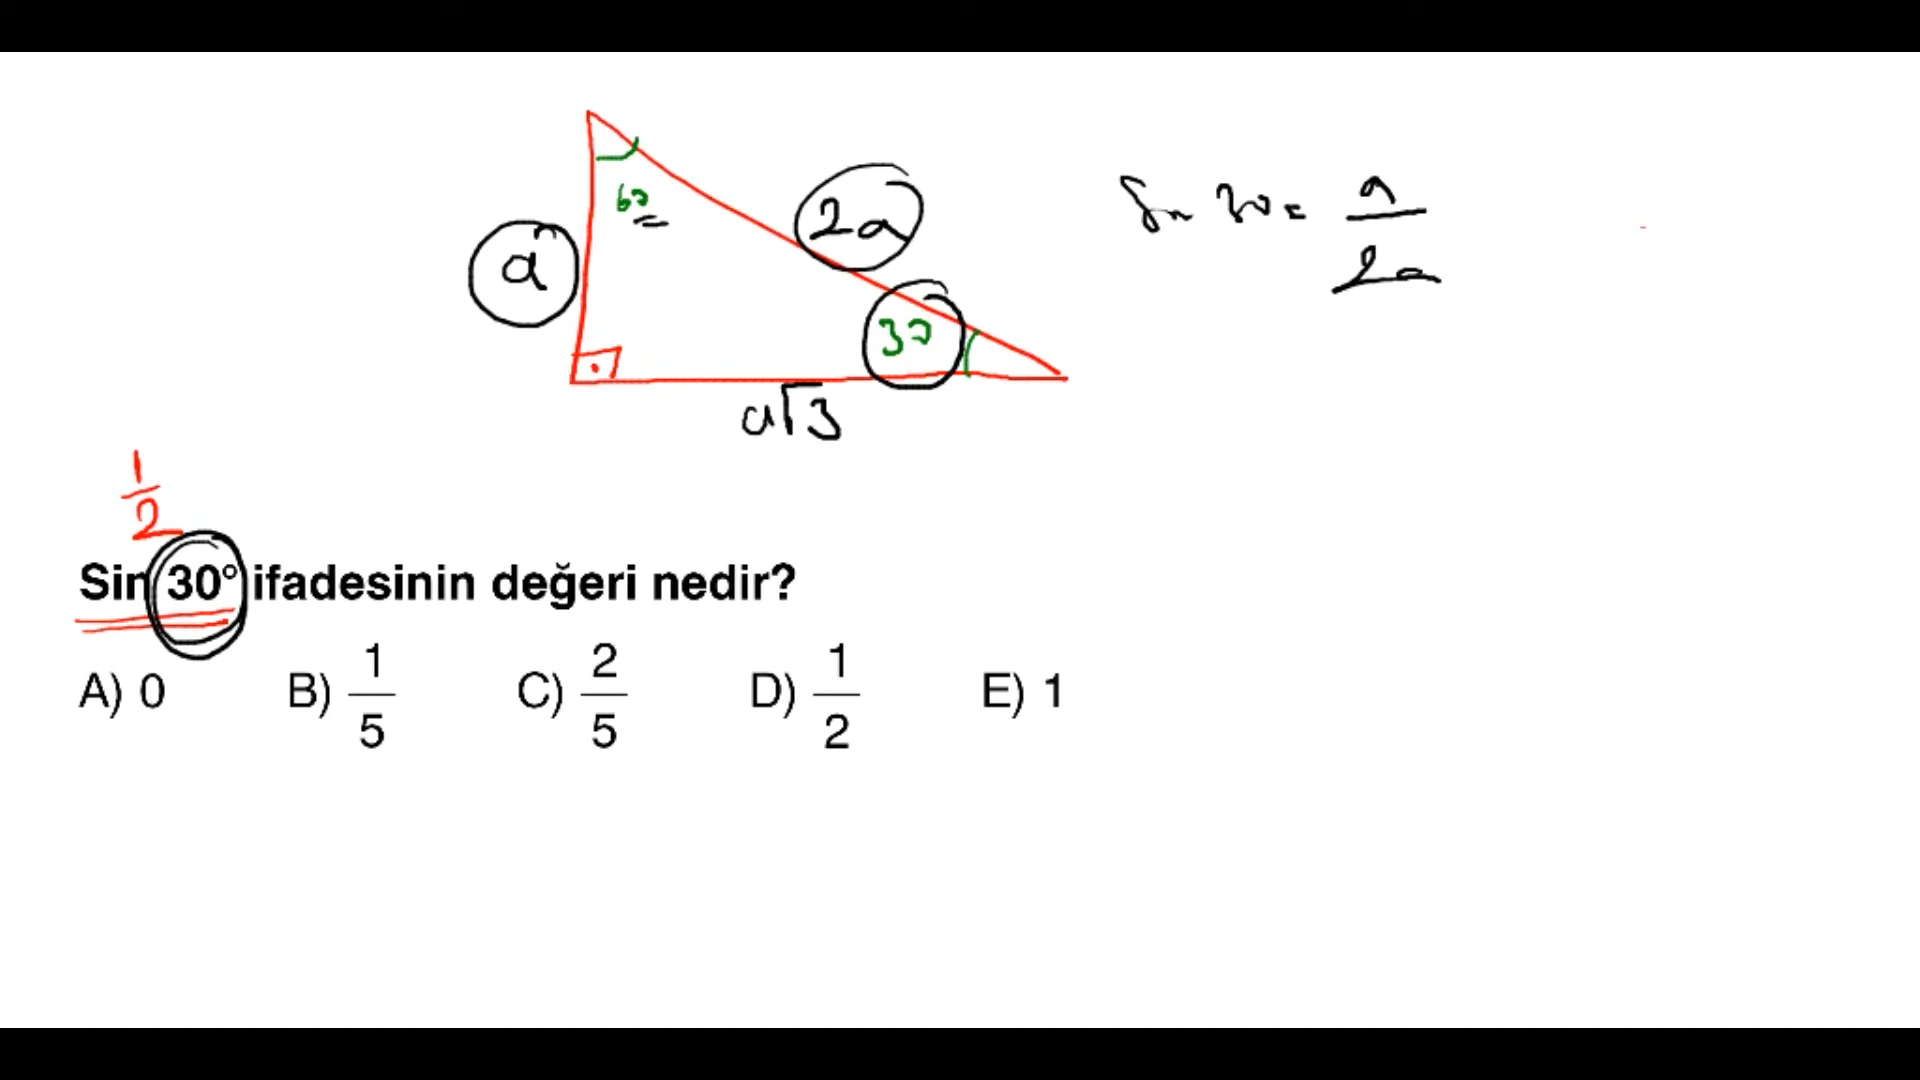 60
a
2a
Sin 30 = a / 2a
30
a√3
1/2
Sin 30° ifadesinin değeri nedir?
A) 0 B) 1/5 C) 2/5 D) 1/2 E) 1